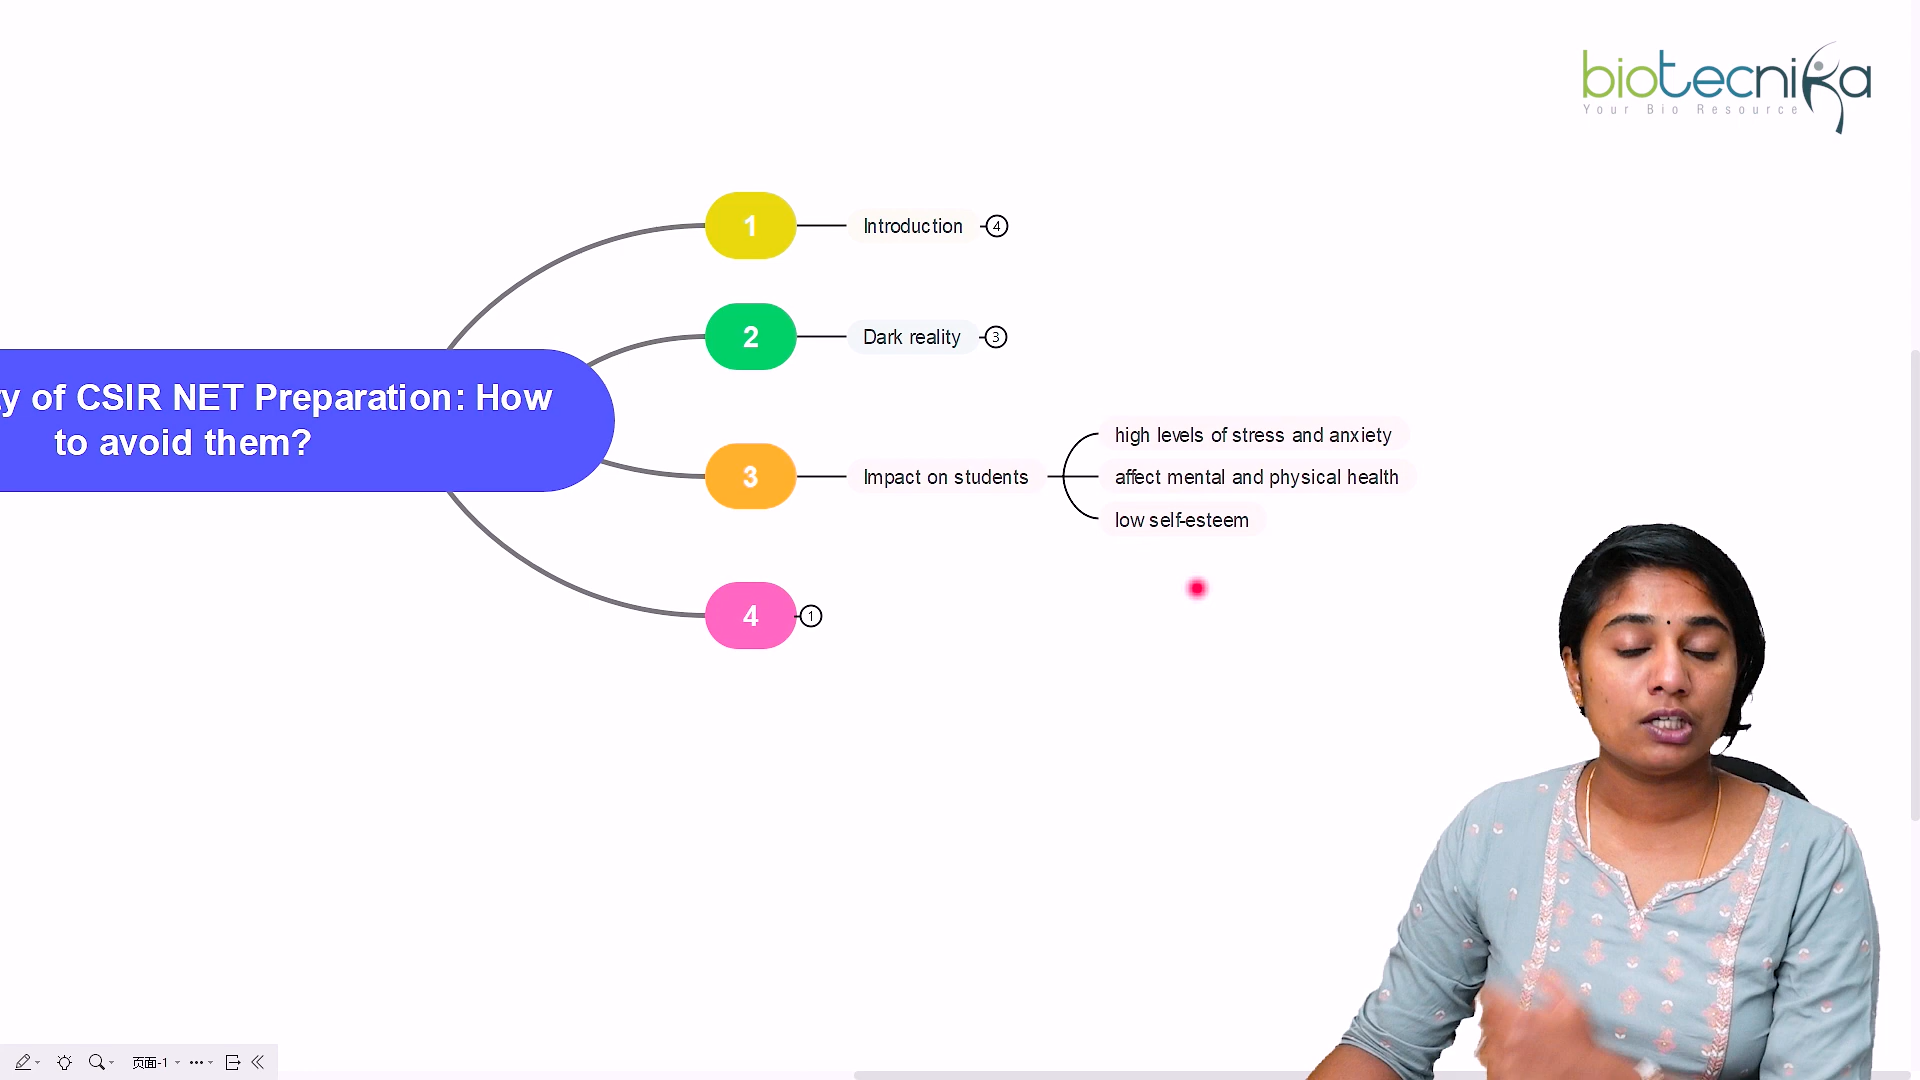 biotecnika
Your Bio Resource
1
Introduction
4
2
Dark reality
3
ty of CSIR NET Preparation: How
to avoid them?
3
Impact on students
high levels of stress and anxiety
affect mental and physical health
low self-esteem
4
1
页面-1